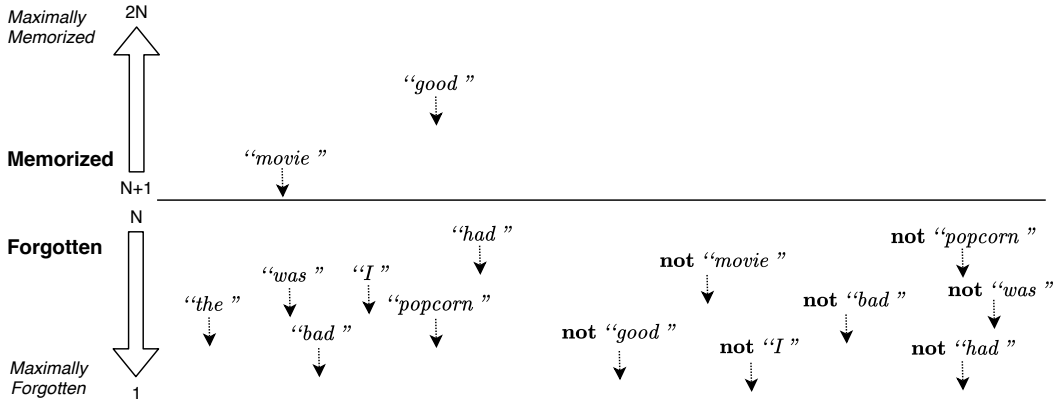 Maximally
Memorized
2N
“good ”
Memorized
“movie ”
N+1
N
Forgotten
“had ”
not “popcorn ”
not “movie ”
“was ”
“I ”
not “was ”
“the ”
“popcorn ”
not “bad ”
“bad ”
not “good ”
not “I ”
not “had ”
Maximally
Forgotten
1